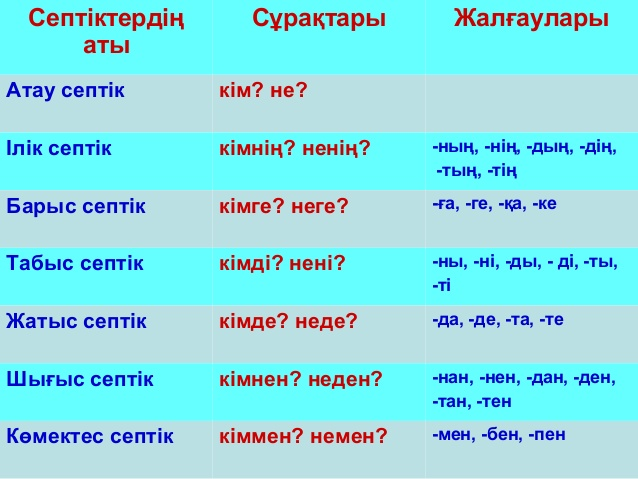 Септіктердің Сұрақтары Жалғаулары
аты
Атау септік кім? не?
Ілік септік кімнің? ненің? -ның, -нің, -дың, -дің,
-тың, -тің
Барыс септік кімге? неге? -ға, -ге, -қа, -ке
Табыс септік кімді? нені? -ны, -ні, -ды, - ді, -ты,
-ті
Жатыс септік кімде? неде? -да, -де, -та, -те
Шығыс септік кімнен? неден? -нан, -нен, -дан, -ден,
-тан, -тен
Көмектес септік кіммен? немен? -мен, -бен, -пен